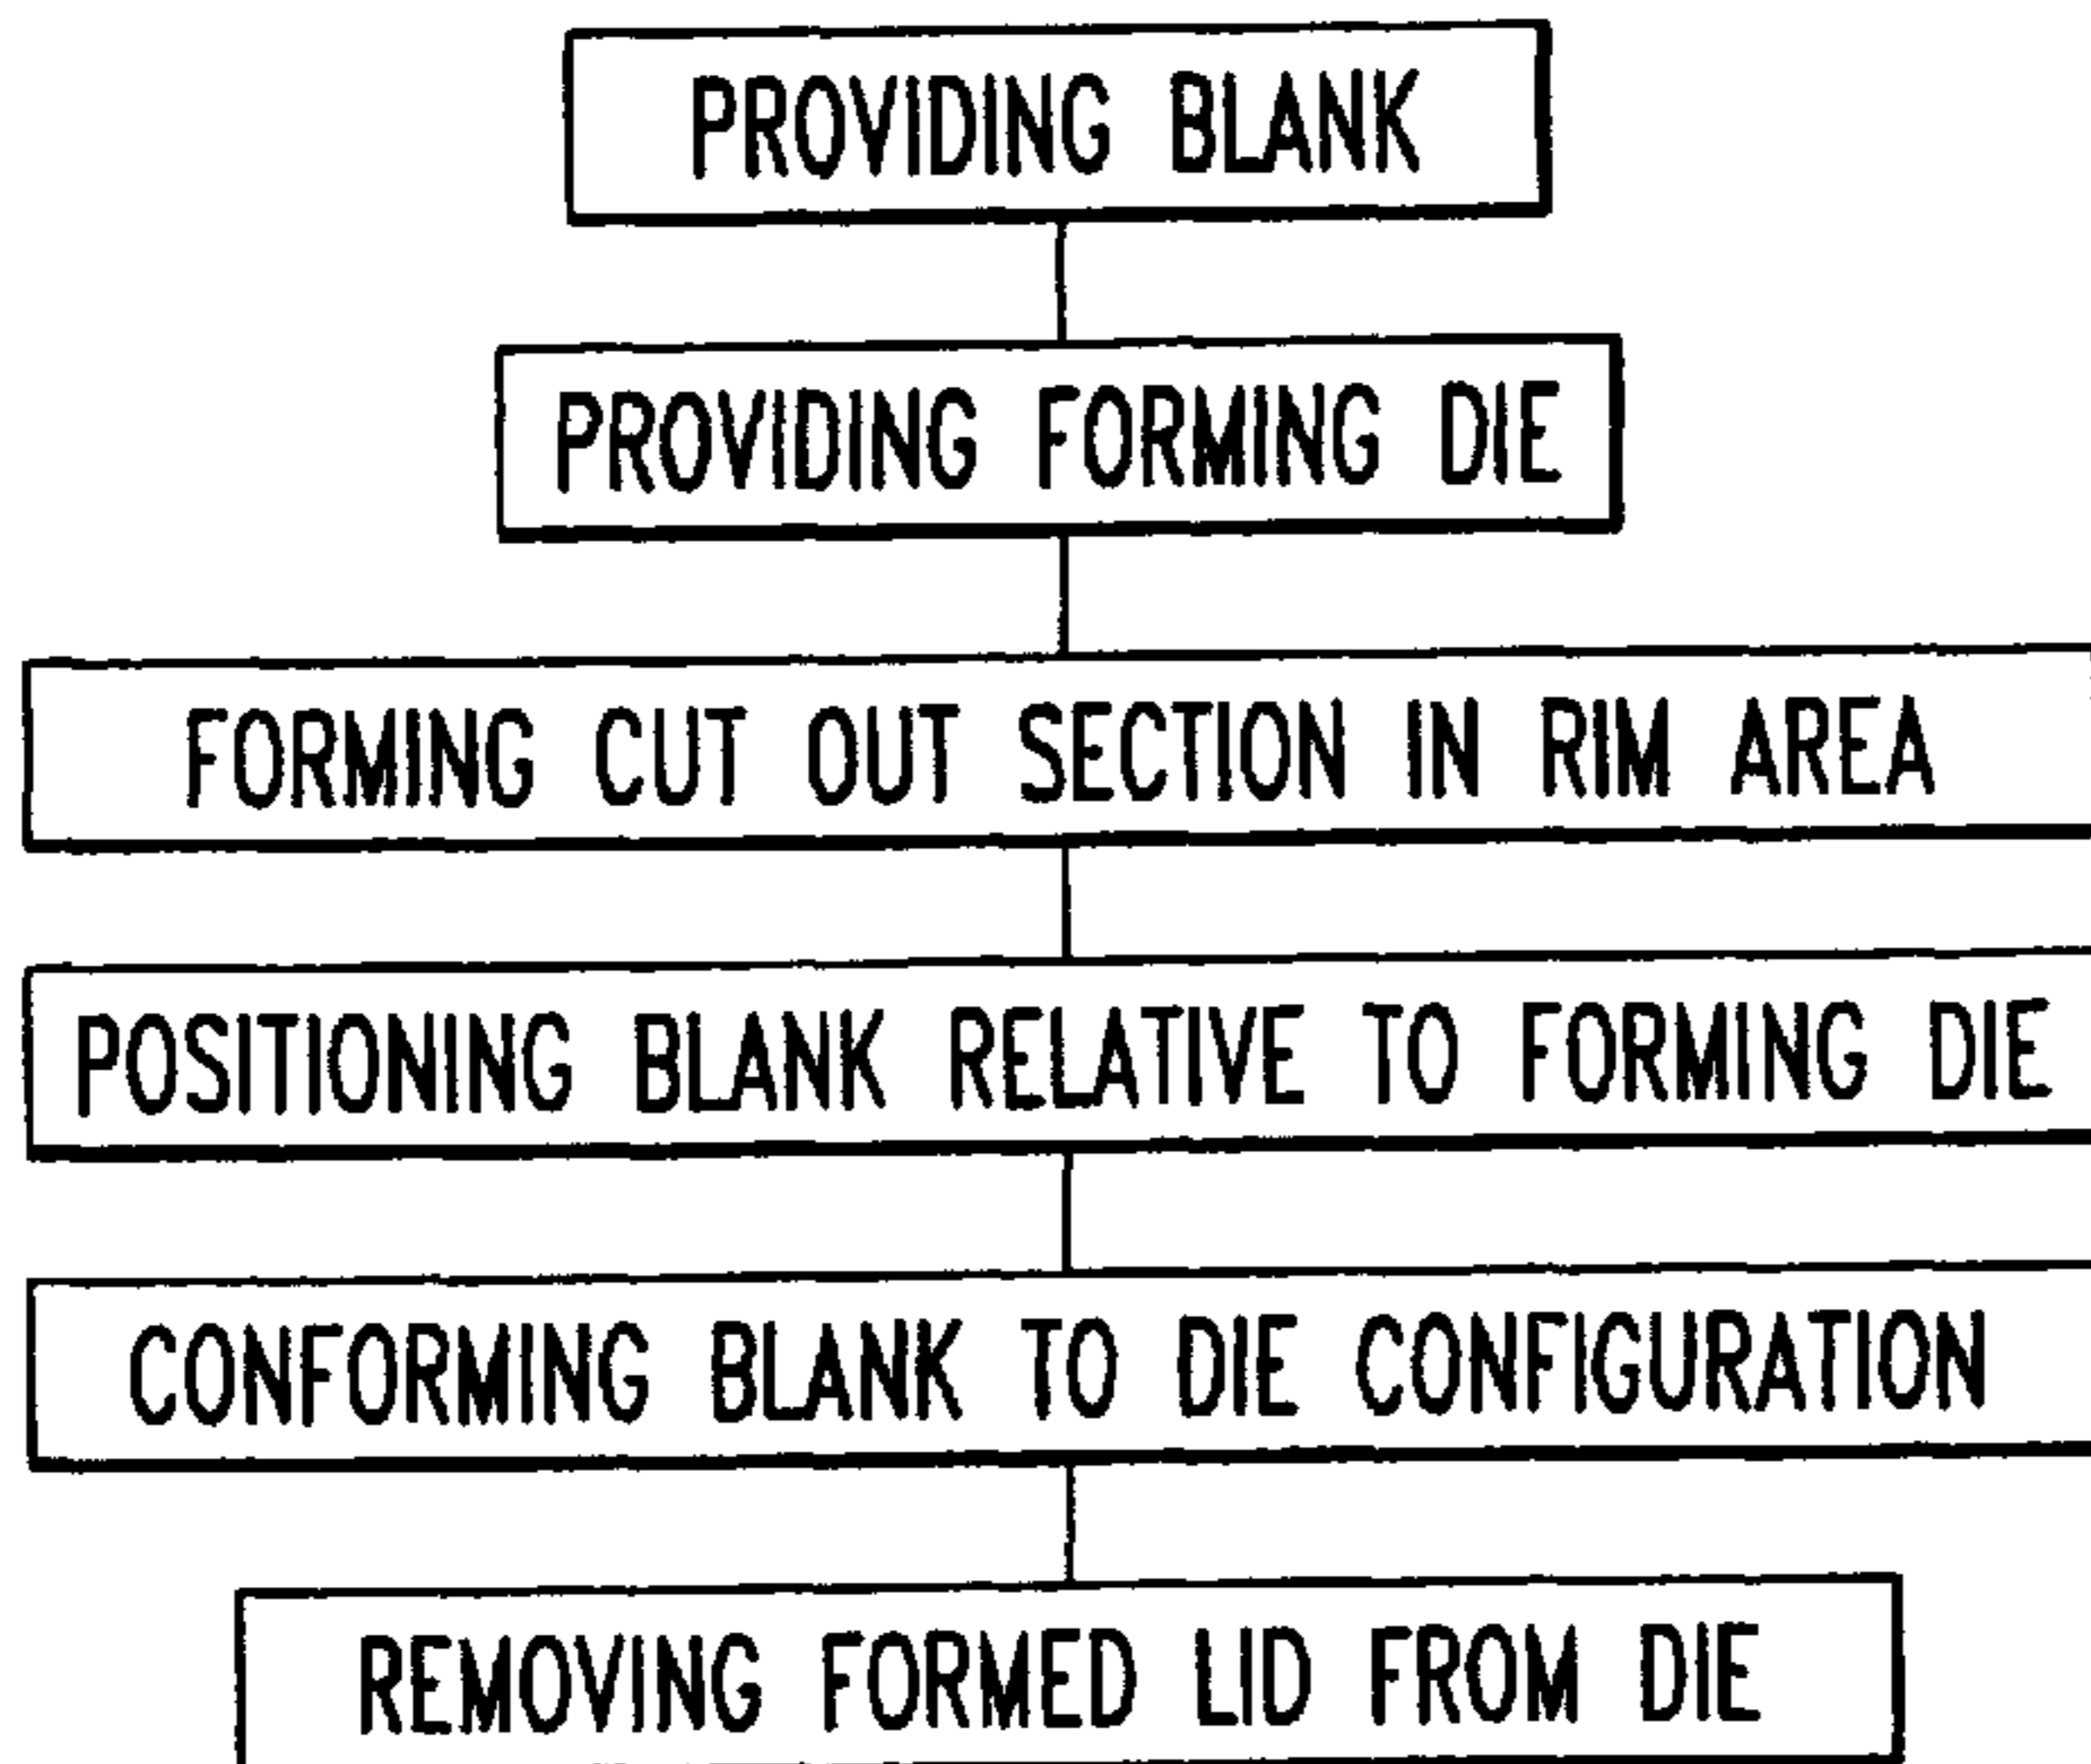 PROVIDING BLANK
PROVIDING FORMING DIE
FORMING CUT OUT SECTION IN RIM AREA
POSITIONING BLANK RELATIVE TO FORMING DIE
CONFORMING BLANK TO DIE CONFIGURATION
REMOVING FORMED LID FROM DIE